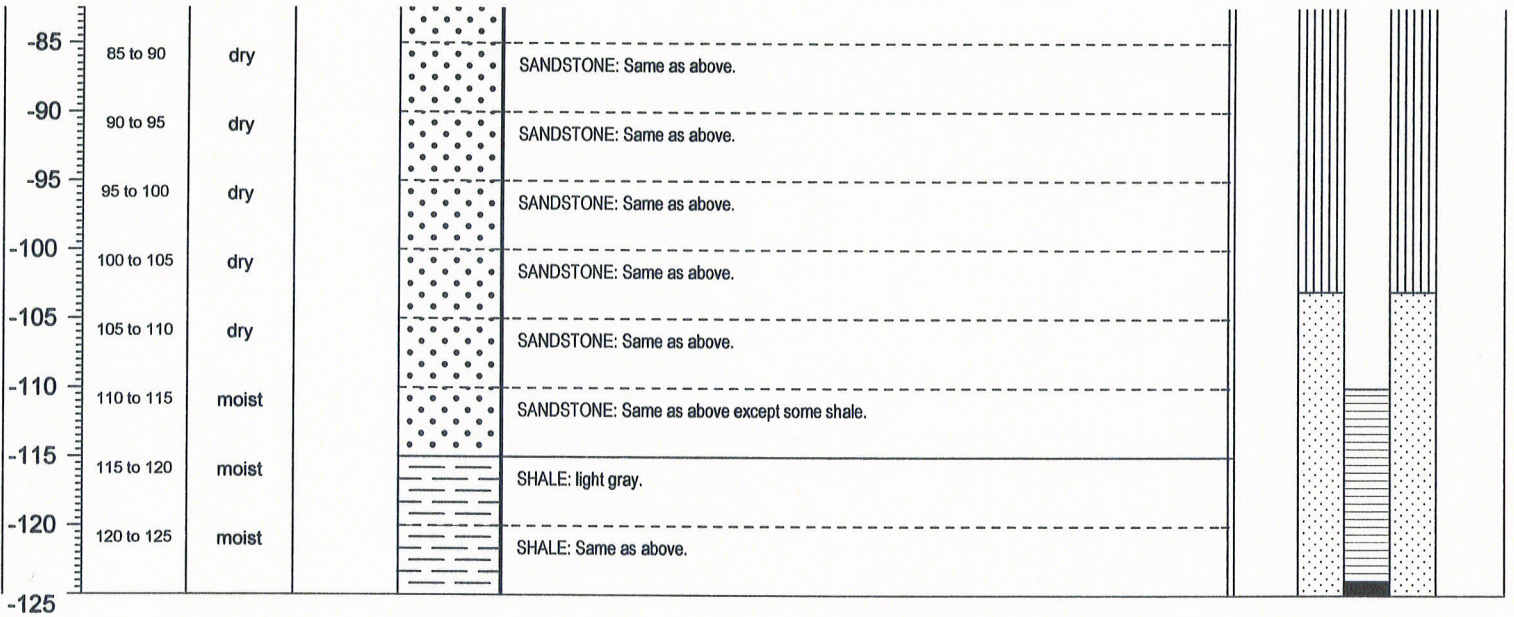 -85
85 to 90 dry SANDSTONE: Same as above.
-90
90 to 95 dry SANDSTONE: Same as above.
-95
95 to 100 dry SANDSTONE: Same as above.
-100
100 to 105 dry SANDSTONE: Same as above.
-105
105 to 110 dry SANDSTONE: Same as above.
-110
110 to 115 moist SANDSTONE: Same as above except some shale.
-115
115 to 120 moist SHALE: light gray.
-120
120 to 125 moist SHALE: Same as above.
-125